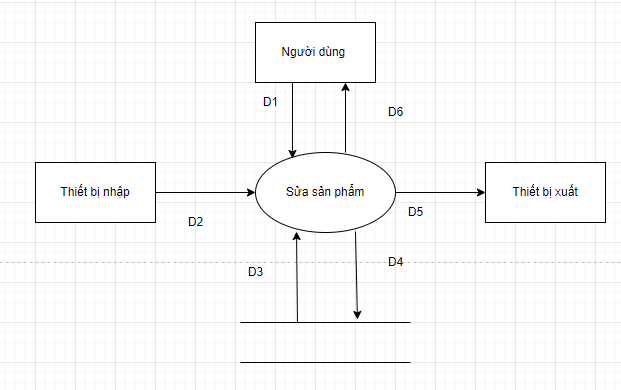 Người dùng
D1
D6
Thiết bị nhập
Sửa sản phẩm
Thiết bị xuất
D2
D5
D3
D4